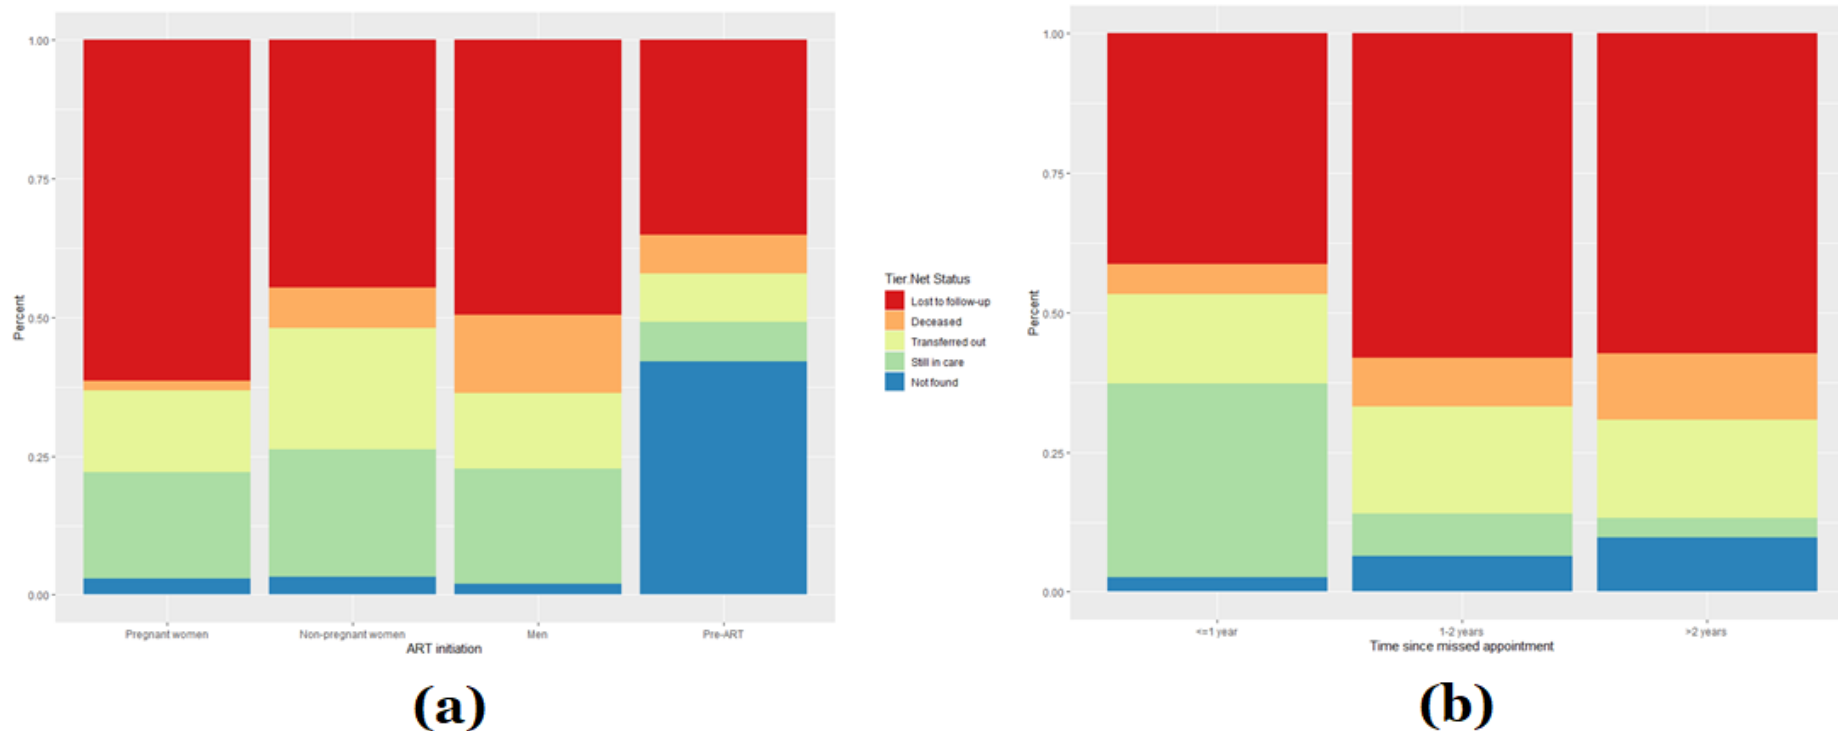 1.00
0.75
0.50
0.25
0.00
Percent
Pregnant women
Non-pregnant women
Men
Pre-ART
ART initiation
(a)
Tier.Net Status
Lost to follow-up
Deceased
Transferred out
Still in care
Not found
1.00
0.75
0.50
0.25
0.00
Percent
<=1 year
1-2 years
>2 years
Time since missed appointment
(b)